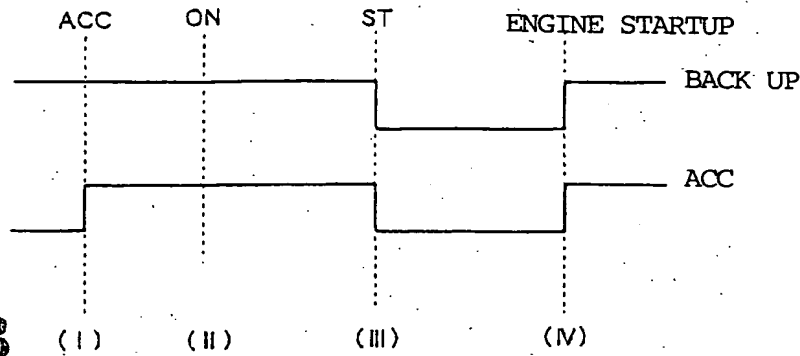 ACC ON ST ENGINE STARTUP
BACK UP
ACC
(I) (II) (III) (IV)